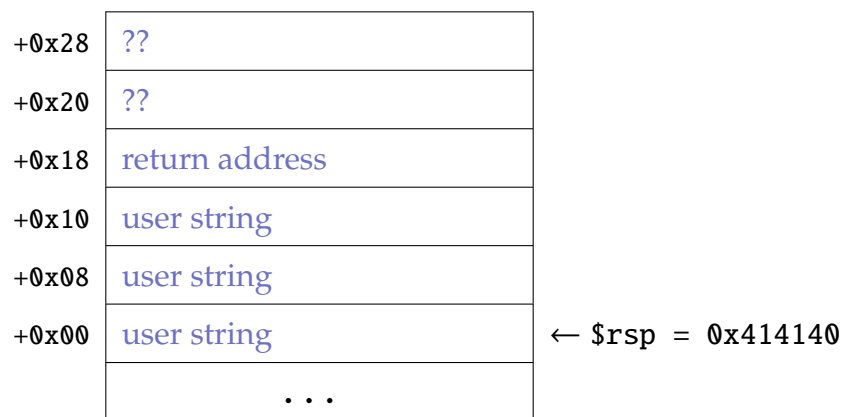 +0x28 ??
+0x20 ??
+0x18 return address
+0x10 user string
+0x08 user string
+0x00 user string ← $rsp = 0x414140
...